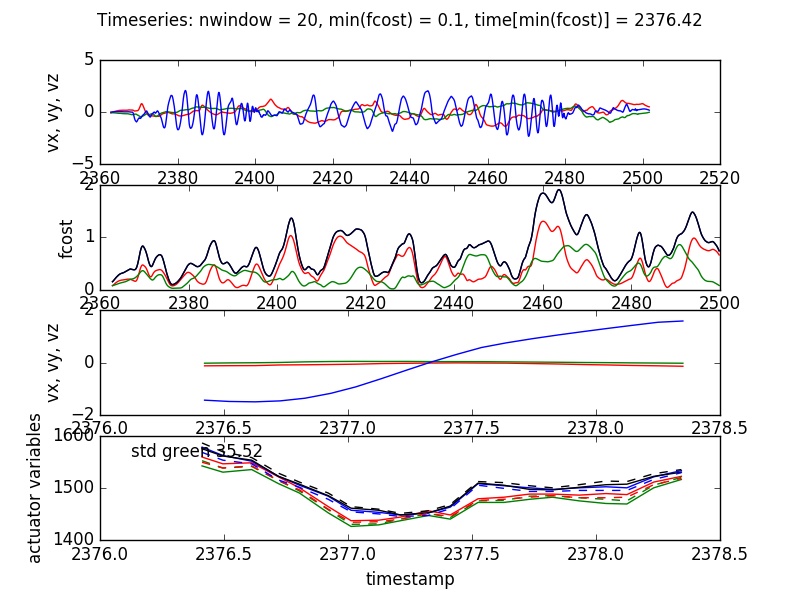 Timeseries: nwindow = 20, min(fcost) = 0.1, time[min(fcost)] = 2376.42
vx, vy, vz
5
0
−5
2360 2380 2400 2420 2440 2460 2480 2500 2520
fcost
2
1
0
2360 2380 2400 2420 2440 2460 2480 2500
vx, vy, vz
2
0
−2
2376.0 2376.5 2377.0 2377.5 2378.0 2378.5
actuator variables
1600
1500
1400
std green 35.52
2376.0 2376.5 2377.0 2377.5 2378.0 2378.5
timestamp